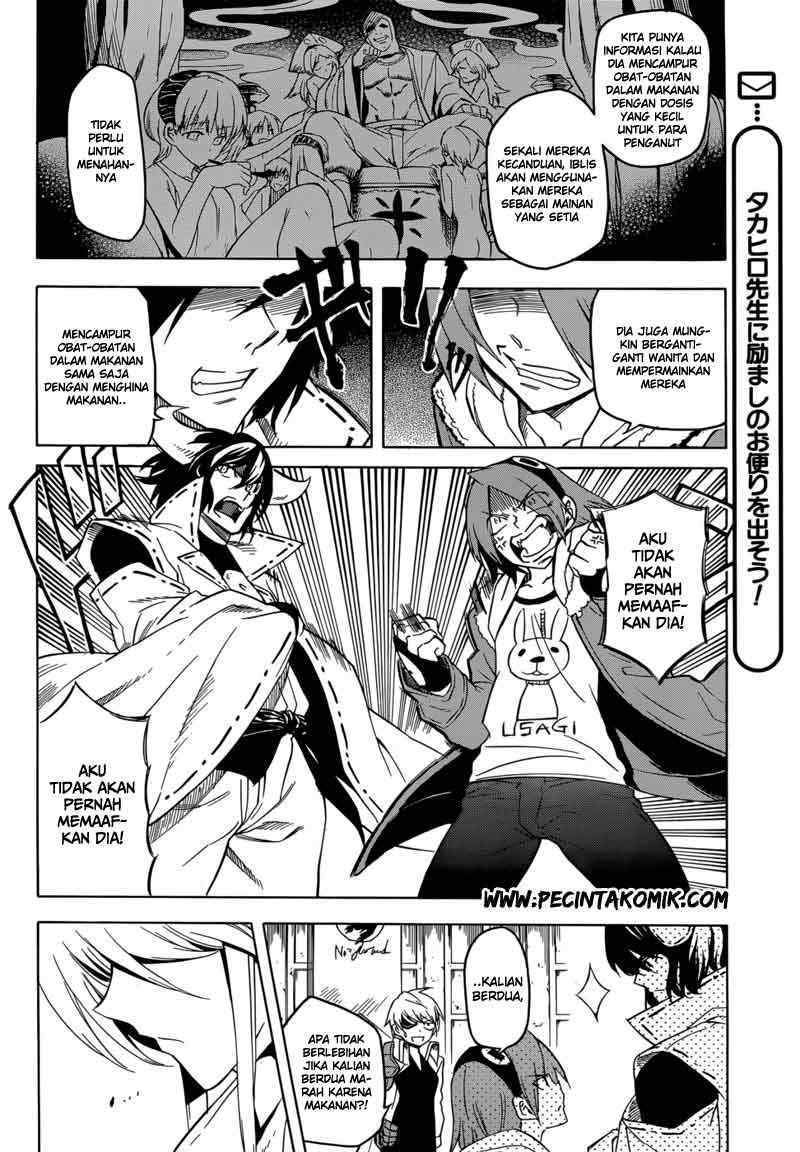 KITA PUNYA
INFORMASI KALAU
DIA MENCAMPUR
OBAT-OBATAN
DALAM MAKANAN
DENGAN DOSIS
YANG KECIL
UNTUK PARA
PENGANUT
SEKALI MEREKA
KECANDUAN, IBLIS
AKAN MENGGUNA-
KAN MEREKA
SEBAGAI MAINAN
YANG SETIA
TIDAK
PERLU
UNTUK
MENAHAN-
NYA
タカヒロ先生に励ましのお便りを出そう!
DIA JUGA MUNG-
KIN BERGANTI-
GANTI WANITA DAN
MEMPERMAINKAN
MEREKA
MENCAMPUR
OBAT-OBATAN
DALAM MAKANAN
SAMA SAJA
DENGAN MENGHINA
MAKANAN..
AKU
TIDAK
AKAN
PERNAH
MEMAAF-
KAN DIA!
USAGI
AKU
TIDAK AKAN
PERNAH
MEMAAF-
KAN DIA!
WWW.PECINTAKOMIK.COM
..KALIAN
BERDUA,
APA TIDAK
BERLEBIHAN
JIKA KALIAN
BERDUA MA-
RAH KARENA
MAKANAN?!